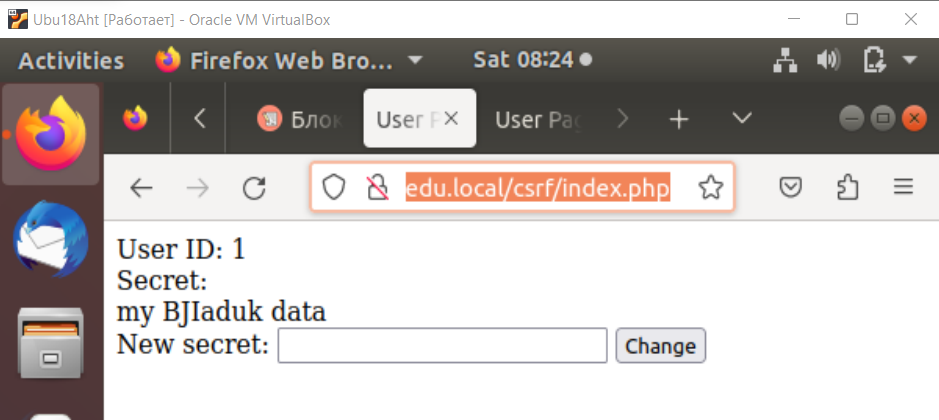 Ubu18Aht [Работает] - Oracle VM VirtualBox
Activities Firefox Web Bro... Sat 08:24
Блок User P User Pag
edu.local/csrf/index.php
User ID: 1
Secret:
my BJIaduk data
New secret: Change